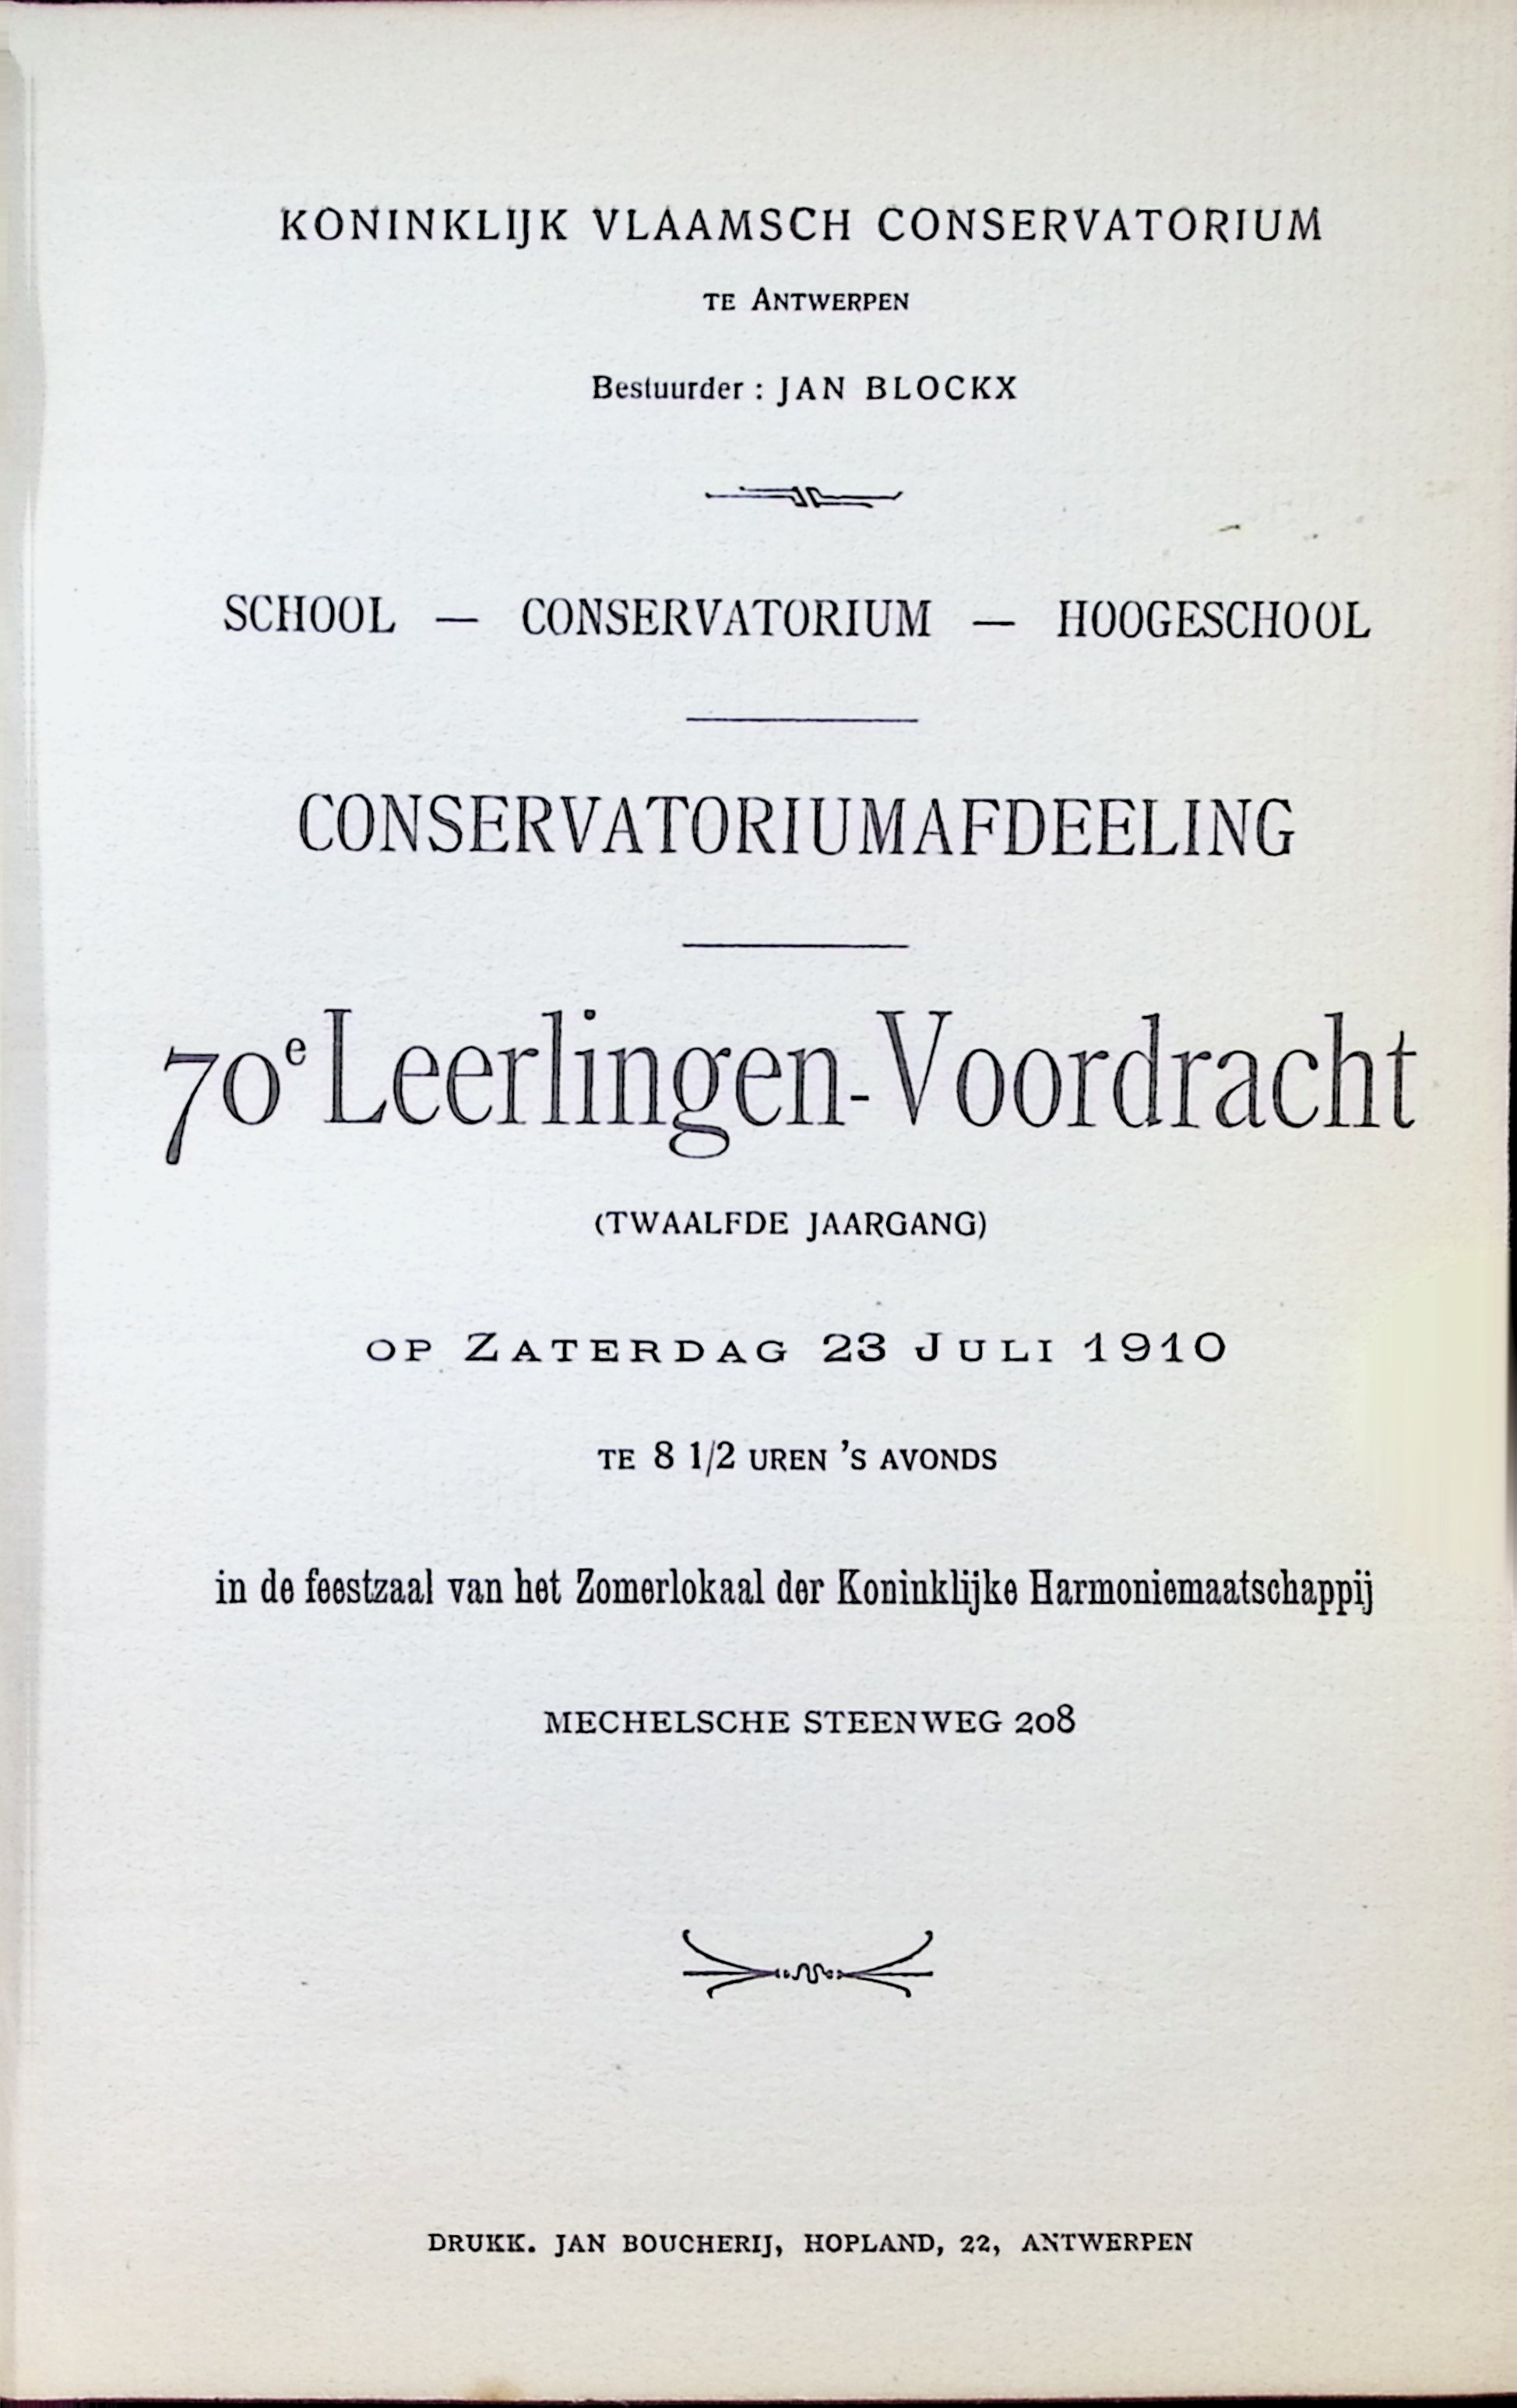 KONINKLIJK VLAAMSCH CONSERVATORIUM
TE ANTWERPEN
Bestuurder : JAN BLOCKX
SCHOOL — CONSERVATORIUM — HOOGESCHOOL
CONSERVATORIUMAFDEELING
70e Leerlingen-Voordracht
(TWAALFDE JAARGANG)
OP ZATERDAG 23 JULI 1910
TE 8 1/2 UREN 'S AVONDS
in de feestzaal van het Zomerlokaal der Koninklijke Harmoniemaatschappij
MECHELSCHE STEENWEG 208
DRUKK. JAN BOUCHERIJ, HOPLAND, 22, ANTWERPEN